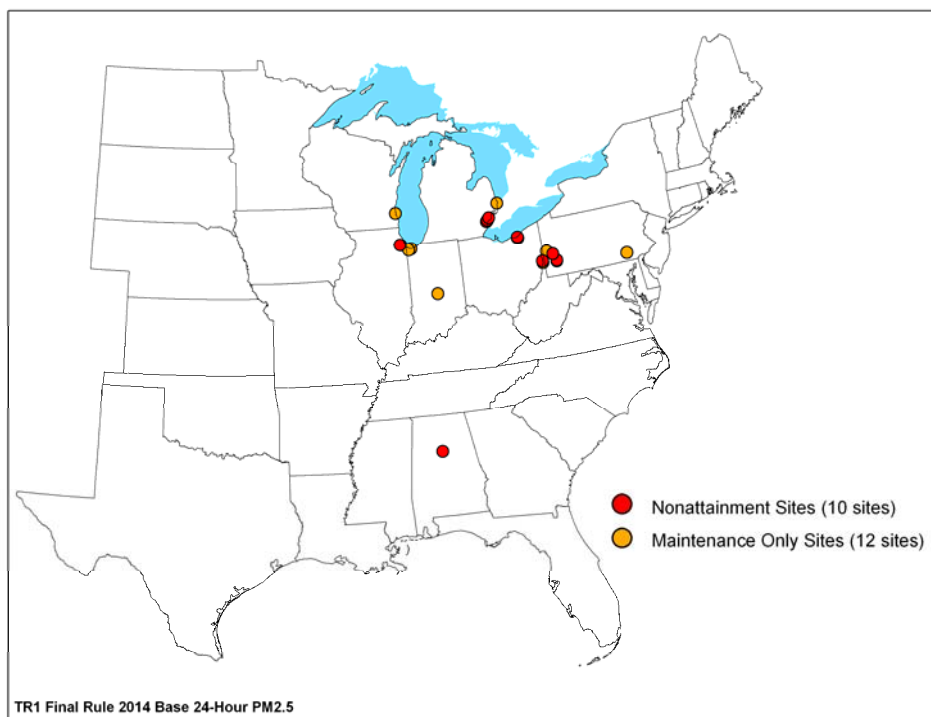 Nonattainment Sites (10 sites)
Maintenance Only Sites (12 sites)
TR1 Final Rule 2014 Base 24-Hour PM2.5